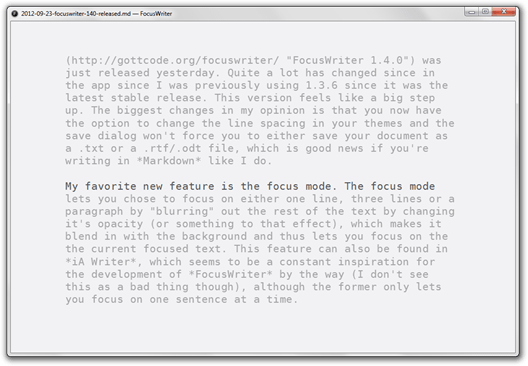 2012-09-23-focuswriter-140-released.md — FocusWriter
(http://gottcode.org/focuswriter/ "FocusWriter 1.4.0") was
just released yesterday. Quite a lot has changed since in
the app since I was previously using 1.3.6 since it was the
latest stable release. This version feels like a big step
up. The biggest changes in my opinion is that you now have
the option to change the line spacing in your themes and the
save dialog won't force you to either save your document as
a .txt or a .rtf/.odt file, which is good news if you're
writing in *Markdown* like I do.
My favorite new feature is the focus mode. The focus mode
lets you chose to focus on either one line, three lines or a
paragraph by "blurring" out the rest of the text by changing
it's opacity (or something to that effect), which makes it
blend in with the background and thus lets you focus on the
the current focused text. This feature can also be found in
*iA Writer*, which seems to be a constant inspiration for
the development of *FocusWriter* by the way (I don't see
this as a bad thing though), although the former only lets
you focus on one sentence at a time.